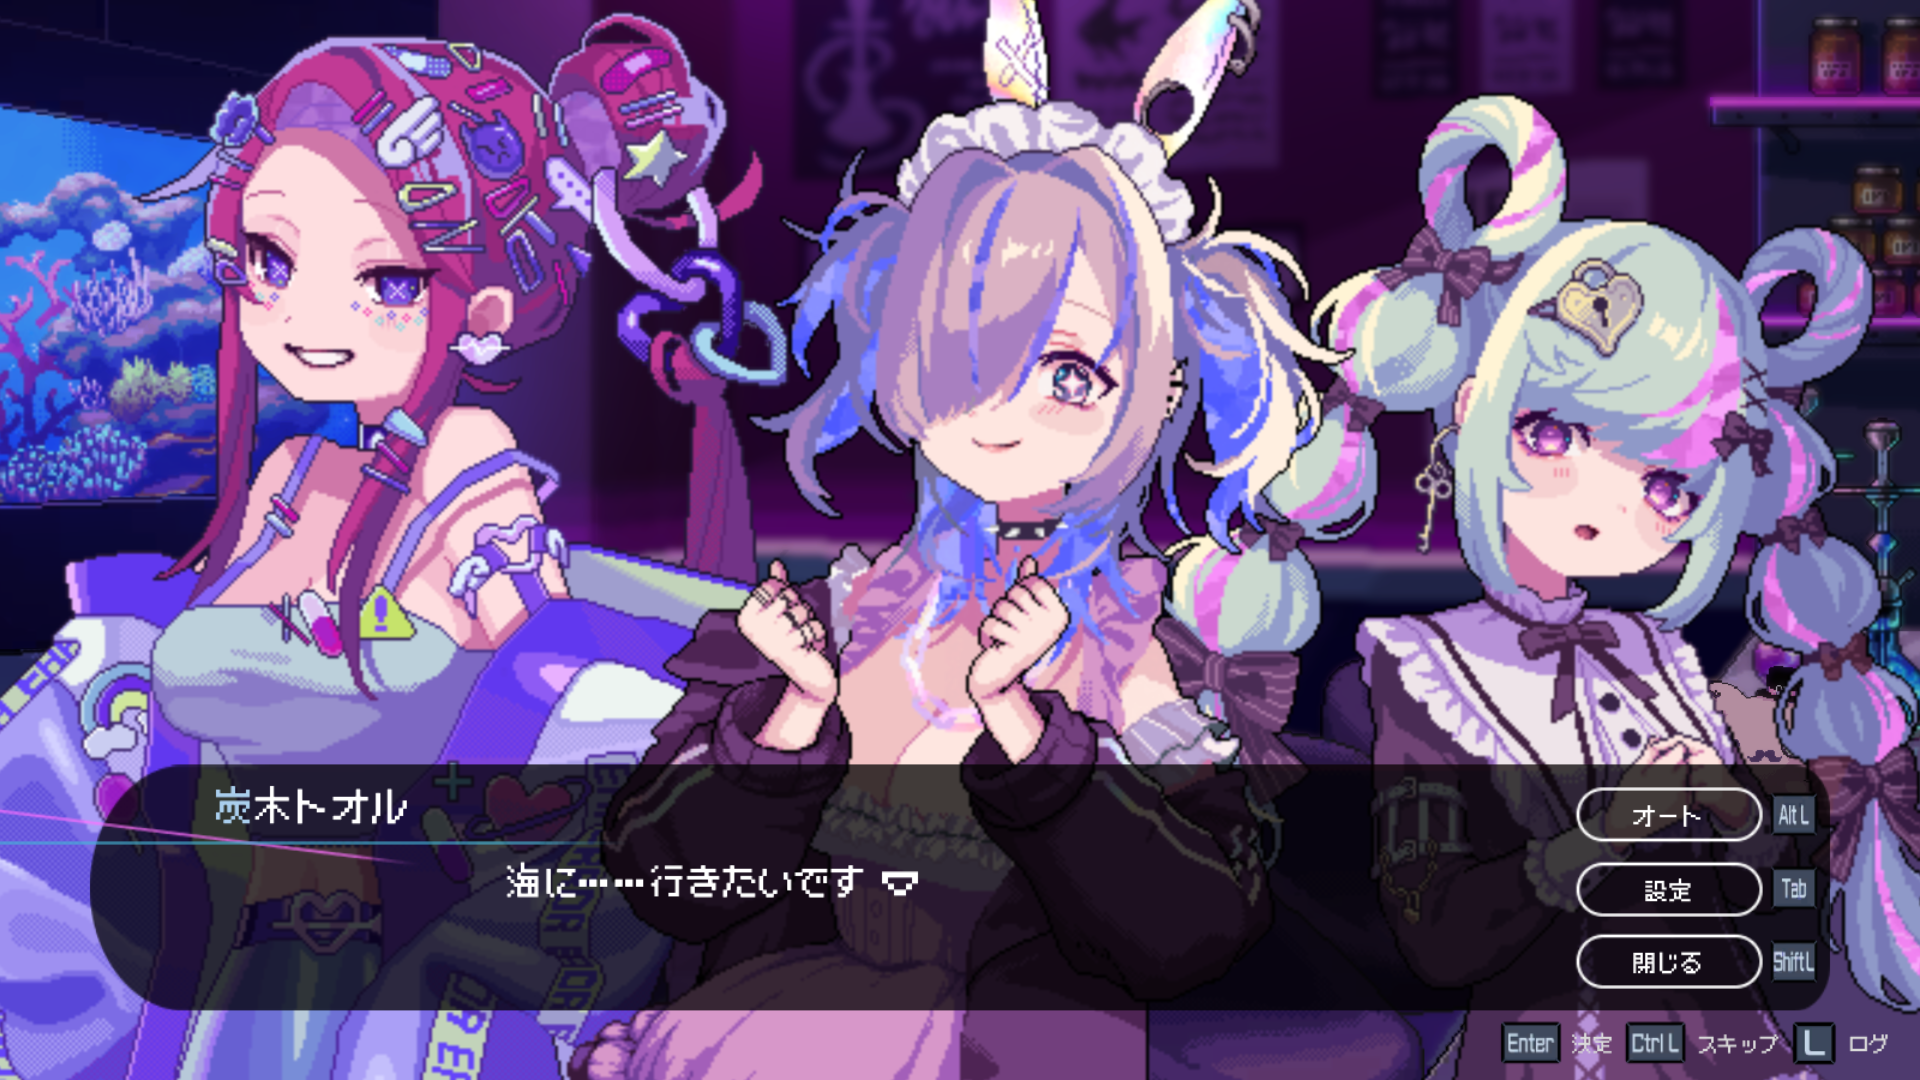 炭木トオル
海に……行きたいです
オート Alt L
設定 Tab
閉じる Shift L
Enter 決定 Ctrl L スキップ L ログ